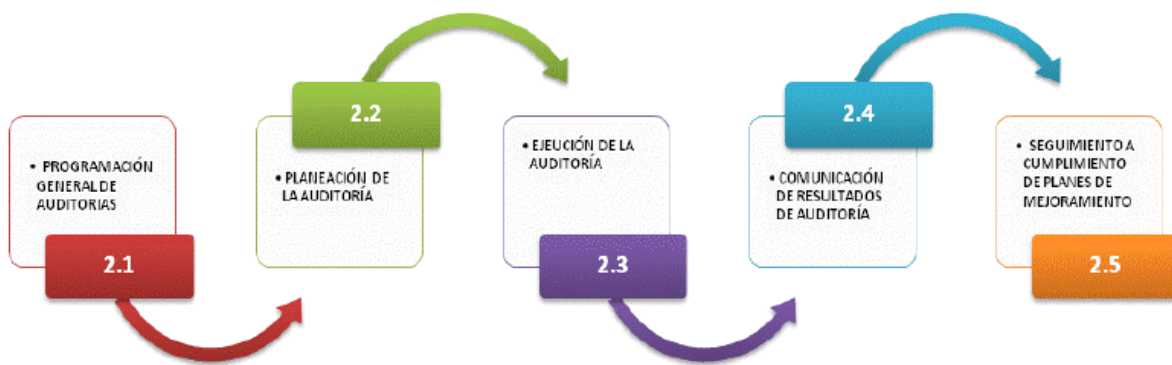 • PROGRAMACIÓN
GENERAL DE
AUDITORIAS
2.1
2.2
• PLANEACIÓN DE
LA AUDITORÍA
• EJECUCIÓN DE LA
AUDITORÍA
2.3
2.4
• COMUNICACIÓN
DE RESULTADOS
DE AUDITORÍA
• SEGUIMIENTO A
CUMPLIMIENTO
DE PLANES DE
MEJORAMIENTO
2.5